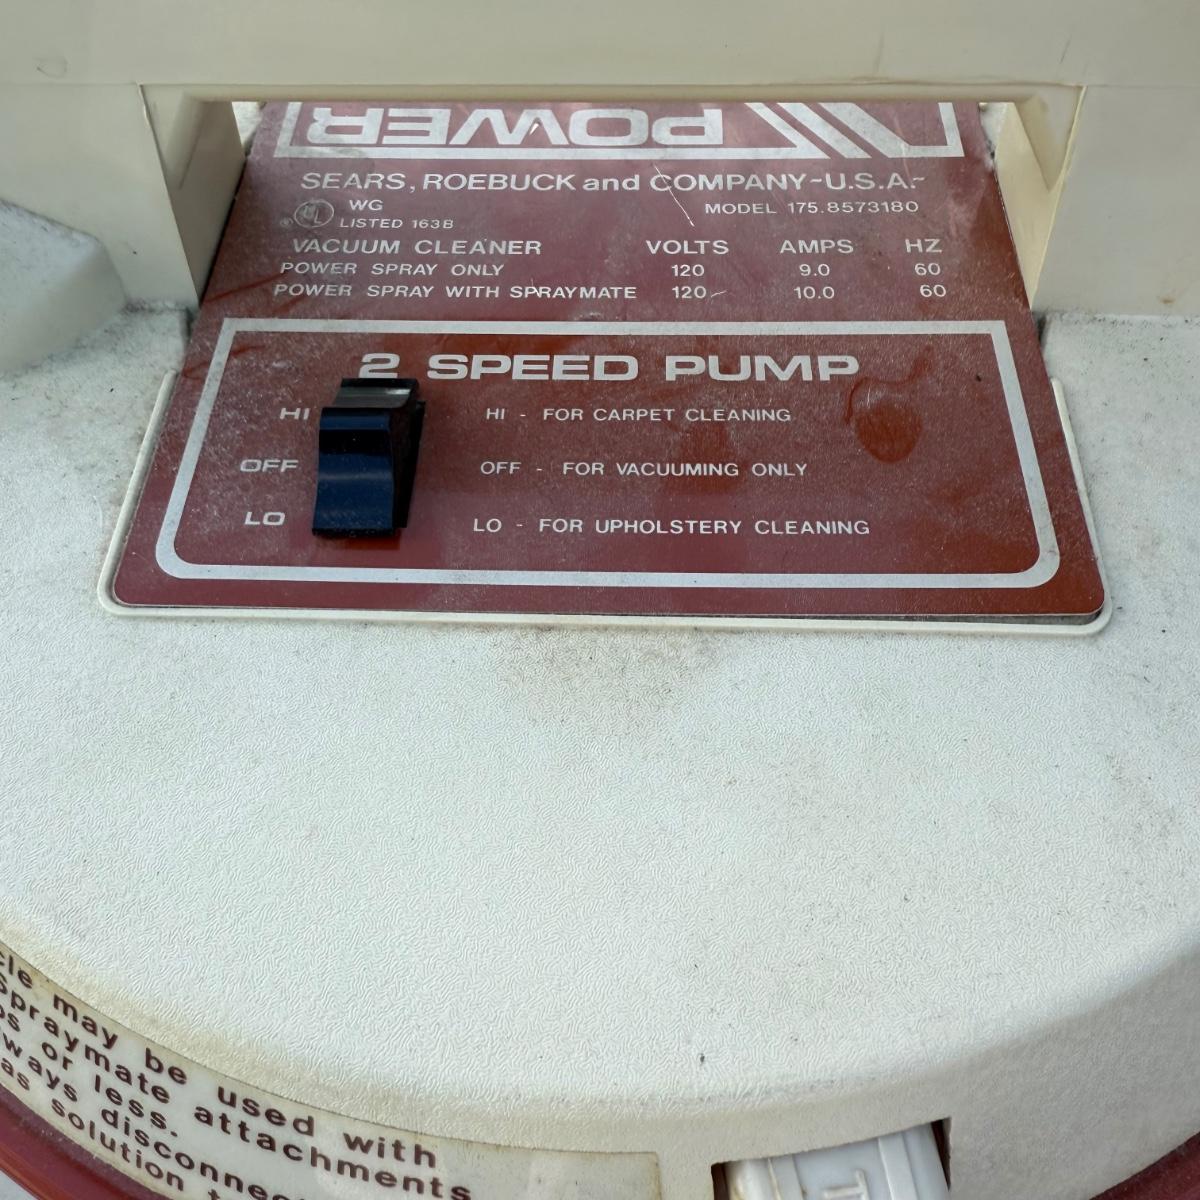 POWER
SEARS, ROEBUCK and COMPANY~U.S.A.~
UL WG
LISTED 163B
MODEL 175.8573180
VACUUM CLEANER VOLTS AMPS HZ
POWER SPRAY ONLY 120 9.0 60
POWER SPRAY WITH SPRAYMATE 120 10.0 60
2 SPEED PUMP
HI HI - FOR CARPET CLEANING
OFF OFF - FOR VACUUMING ONLY
LO LO - FOR UPHOLSTERY CLEANING
may be used with
Spraymate attachments
or less.
disconnec
solution